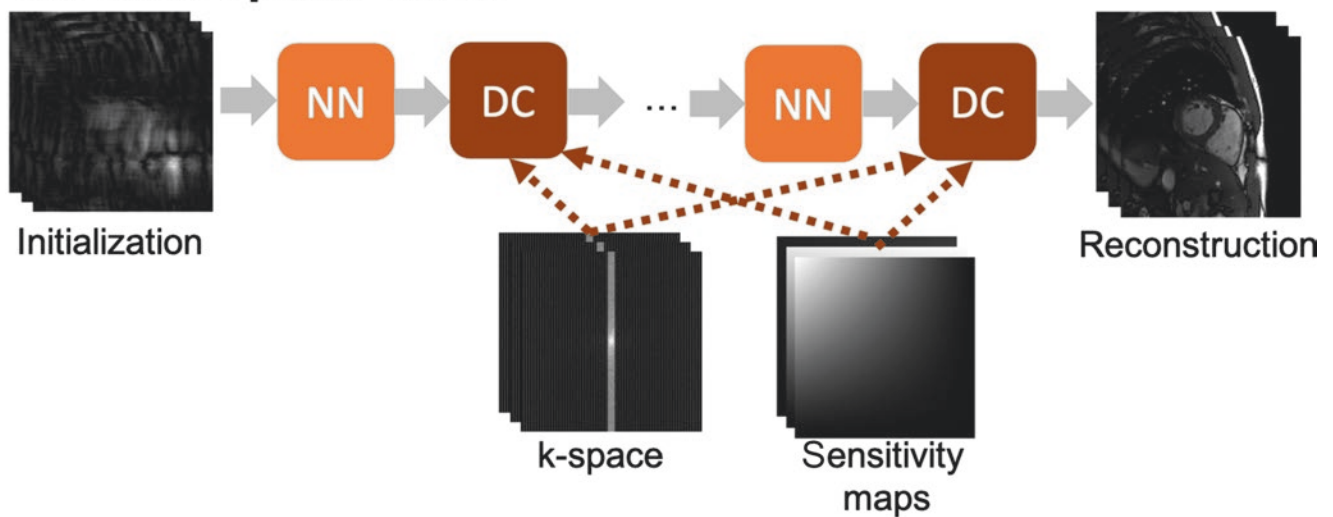 NN
DC
...
NN
DC
Initialization
Reconstruction
k-space
Sensitivity
maps